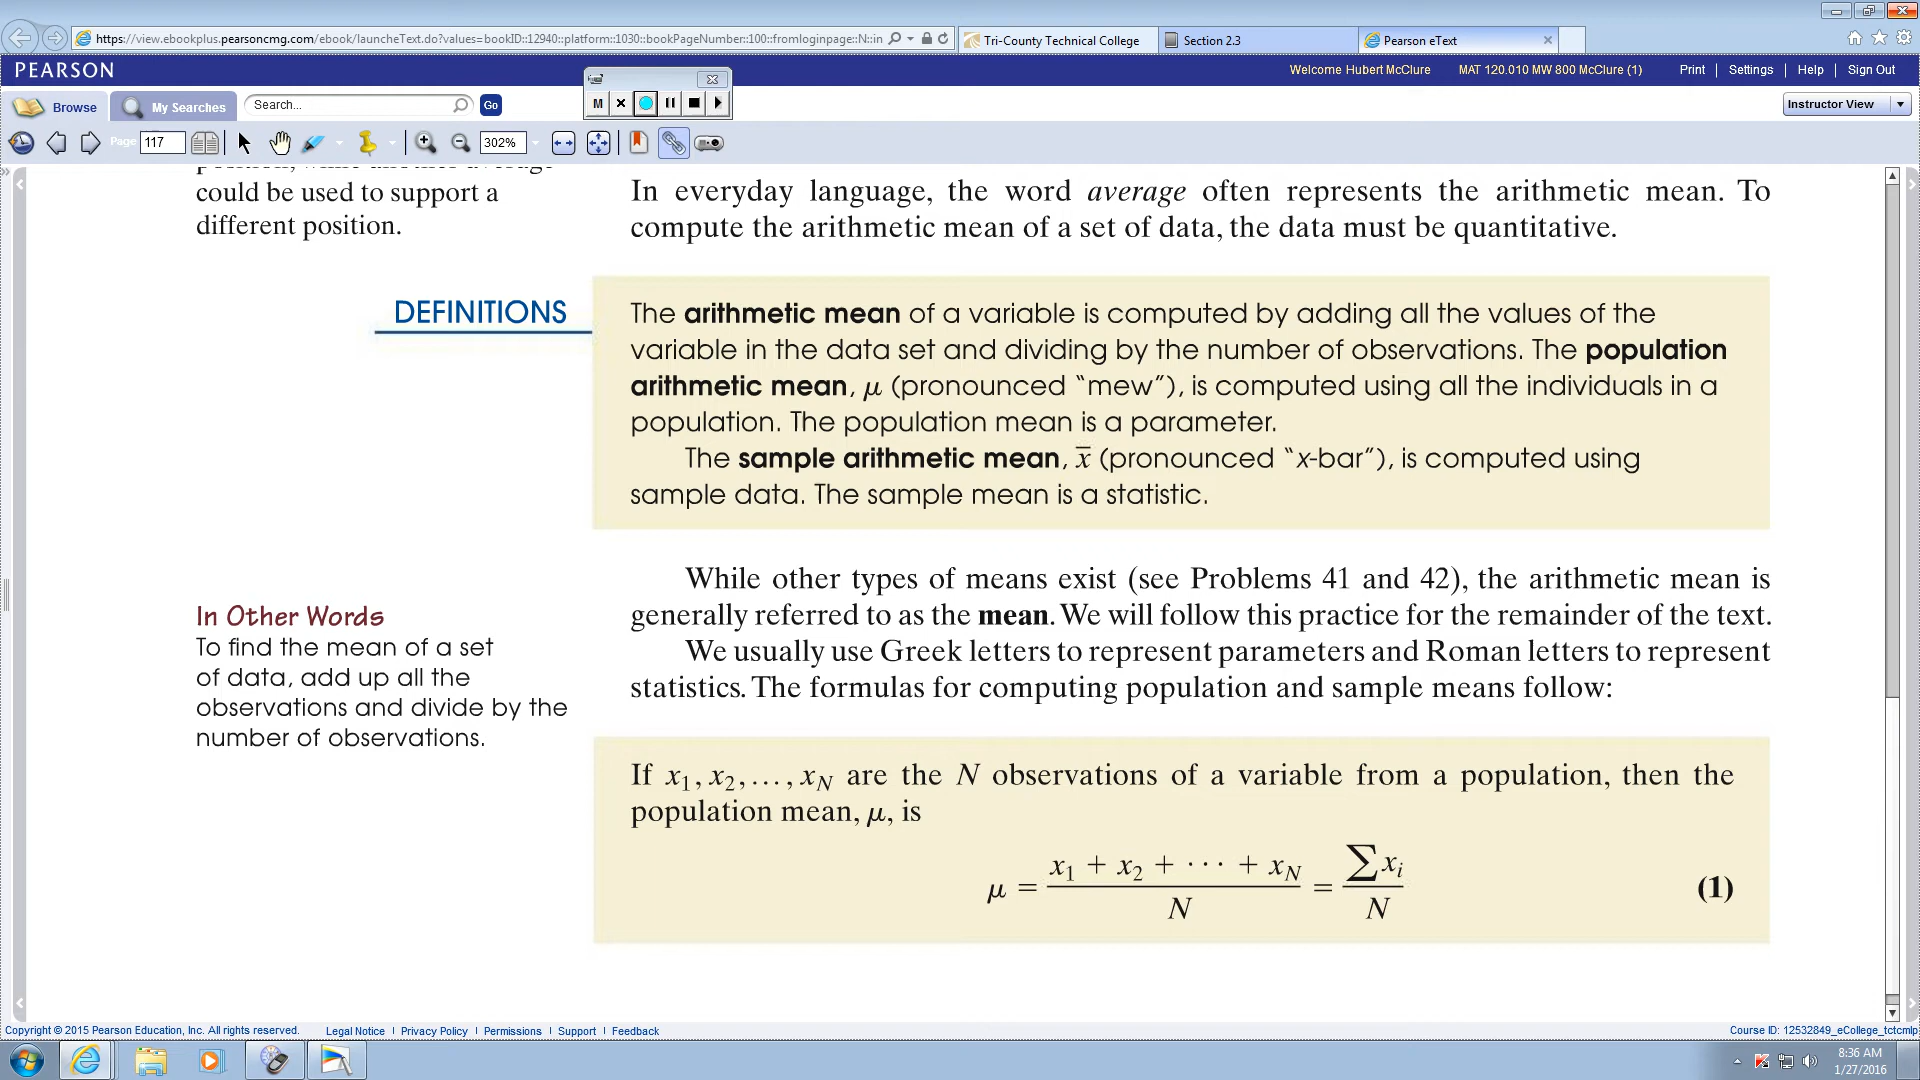 https://view.ebookplus.pearsoncmg.com/ebook/launcheText.do?values=bookID::12940::platform::1030::bookPageNumber::100::fromloginpage::N::in
Tri-County Technical College
Section 2.3
Pearson eText
PEARSON
Welcome Hubert McClure
MAT 120.010 MW 800 McClure (1)
Print
Settings
Help
Sign Out
Browse
My Searches
Search...
Go
M
Instructor View
Page
117
302%
could be used to support a
different position.
In everyday language, the word average often represents the arithmetic mean. To
compute the arithmetic mean of a set of data, the data must be quantitative.
DEFINITIONS
The arithmetic mean of a variable is computed by adding all the values of the
variable in the data set and dividing by the number of observations. The population
arithmetic mean, μ (pronounced “mew”), is computed using all the individuals in a
population. The population mean is a parameter.
The sample arithmetic mean, x̄ (pronounced “x-bar”), is computed using
sample data. The sample mean is a statistic.
While other types of means exist (see Problems 41 and 42), the arithmetic mean is
generally referred to as the mean. We will follow this practice for the remainder of the text.
We usually use Greek letters to represent parameters and Roman letters to represent
statistics. The formulas for computing population and sample means follow:
In Other Words
To find the mean of a set
of data, add up all the
observations and divide by the
number of observations.
If x₁, x₂, ..., x_N are the N observations of a variable from a population, then the
population mean, μ, is
μ = (x₁ + x₂ + ··· + x_N)/N = ∑x_i/N (1)
Copyright © 2015 Pearson Education, Inc. All rights reserved.
Legal Notice | Privacy Policy | Permissions | Support | Feedback
Course ID: 12532849_eCollege_tctcmlp
8:36 AM
1/27/2016